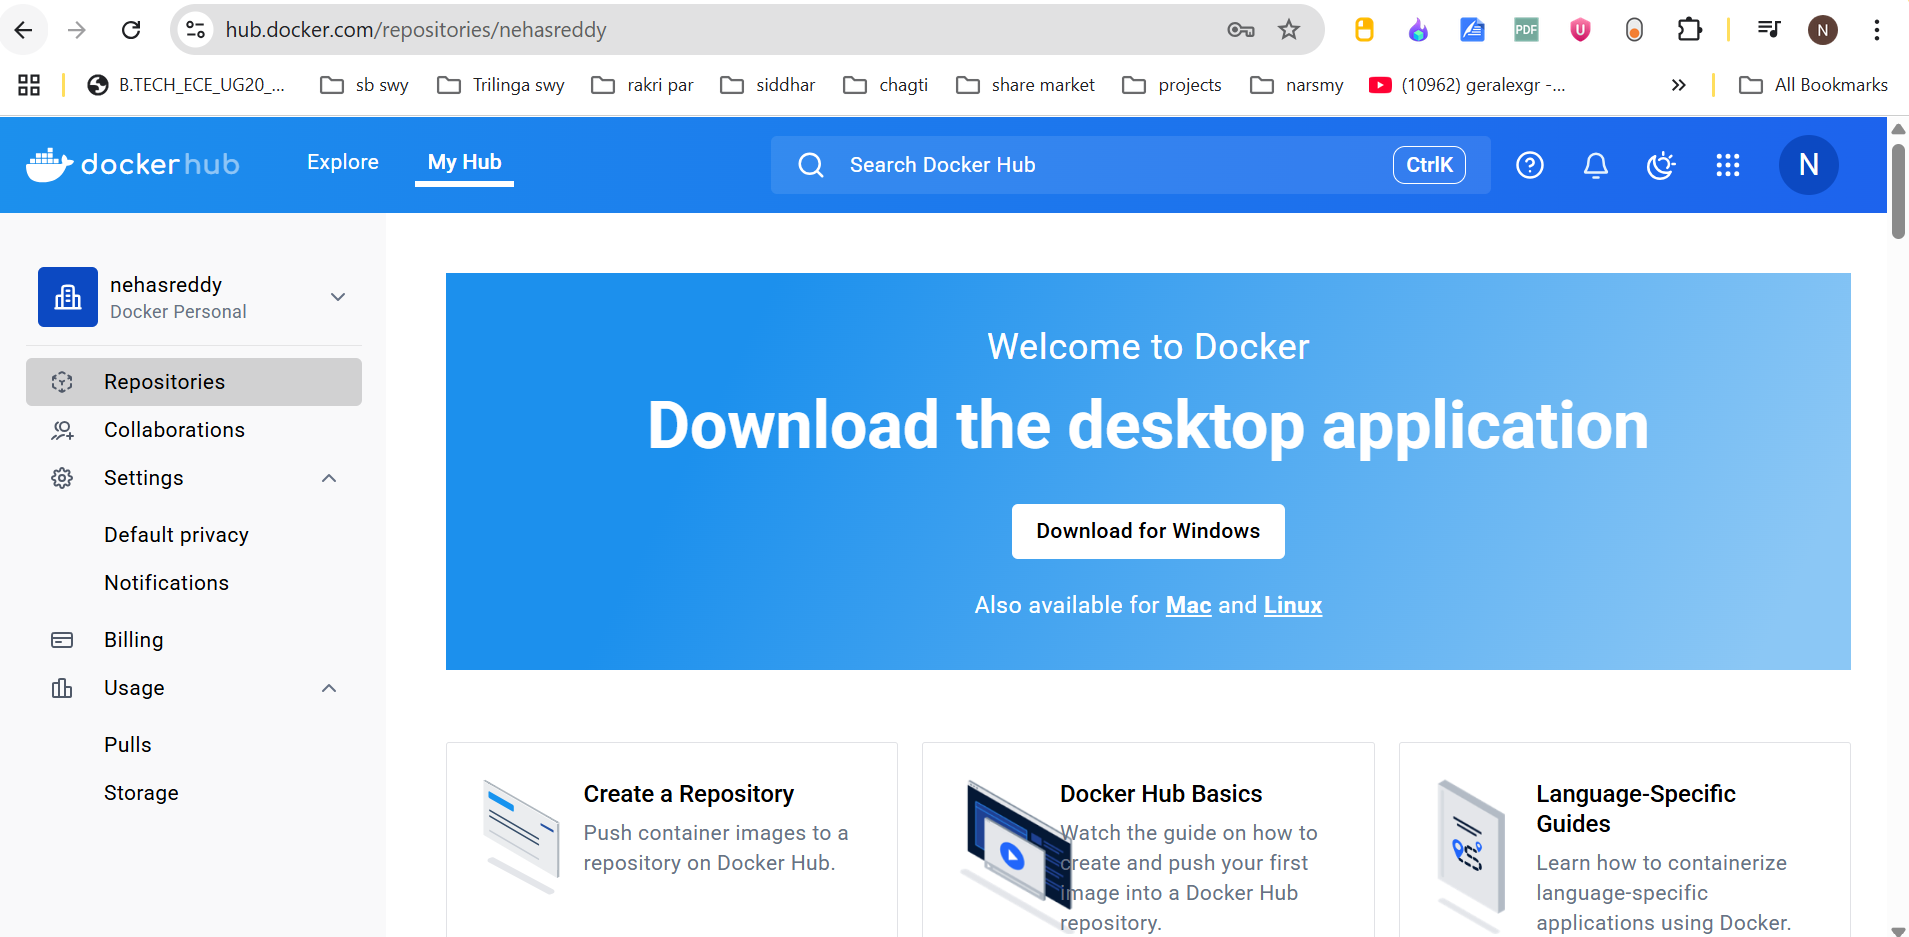 hub.docker.com/repositories/nehasreddy
PDF
U
N
B.TECH_ECE_UG20_...
sb swy
Trilinga swy
rakri par
siddhar
chagti
share market
projects
narsmy
(10962) geralexgr -...
»
All Bookmarks
dockerhub
Explore
My Hub
Search Docker Hub
CtrlK
N
nehasreddy
Docker Personal
Repositories
Collaborations
Settings
Default privacy
Notifications
Billing
Usage
Pulls
Storage
Welcome to Docker
Download the desktop application
Download for Windows
Also available for Mac and Linux
Create a Repository
Push container images to a
repository on Docker Hub.
Docker Hub Basics
Watch the guide on how to
create and push your first
image into a Docker Hub
repository.
Language-Specific
Guides
Learn how to containerize
language-specific
applications using Docker.